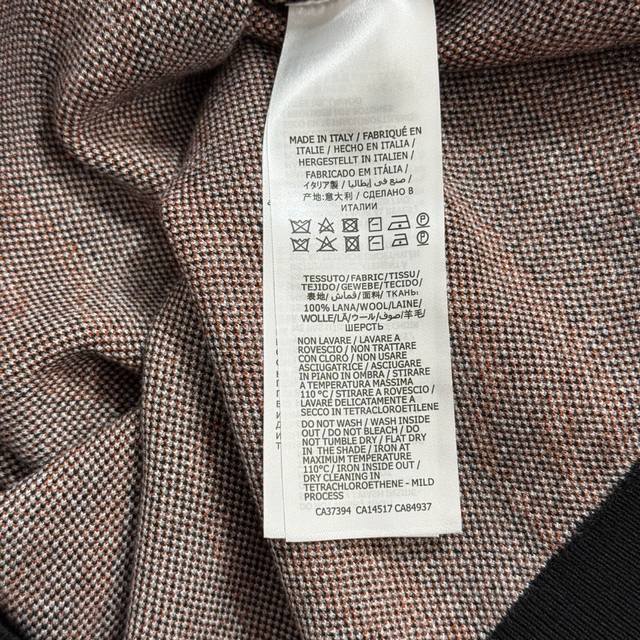 MADE IN ITALY / FABRIQUÉ EN
ITALIE / HECHO EN ITALIA /
HERGESTELLT IN ITALIEN /
FABRICADO EM ITÁLIA /
イタリア製 / صنع في إيطاليا /
产地:意大利 / СДЕЛАНО В
ИТАЛИИ
TESSUTO/FABRIC/TISSU/
TEJIDO/GEWEBE/TECIDO/
表地/قماش/面料/ ТКАНЬ:
100% LANA/WOOL/LAINE/
WOLLE/LÃ/ウール/صوف/羊毛/
ШЕРСТЬ
NON LAVARE / LAVARE A
ROVESCIO / NON TRATTARE
CON CLORO / NON USARE
ASCIUGATRICE / ASCIUGARE
IN PIANO IN OMBRA / STIRARE
A TEMPERATURA MASSIMA
110 °C / STIRARE A ROVESCIO /
LAVARE DELICATAMENTE A
SECCO IN TETRACLOROETILENE
DO NOT WASH / WASH INSIDE
OUT / DO NOT BLEACH / DO
NOT TUMBLE DRY / FLAT DRY
IN THE SHADE / IRON AT
MAXIMUM TEMPERATURE
110°C / IRON INSIDE OUT /
DRY CLEANING IN
TETRACHLOROETHENE - MILD
PROCESS
CA37394 CA14517 CA84937